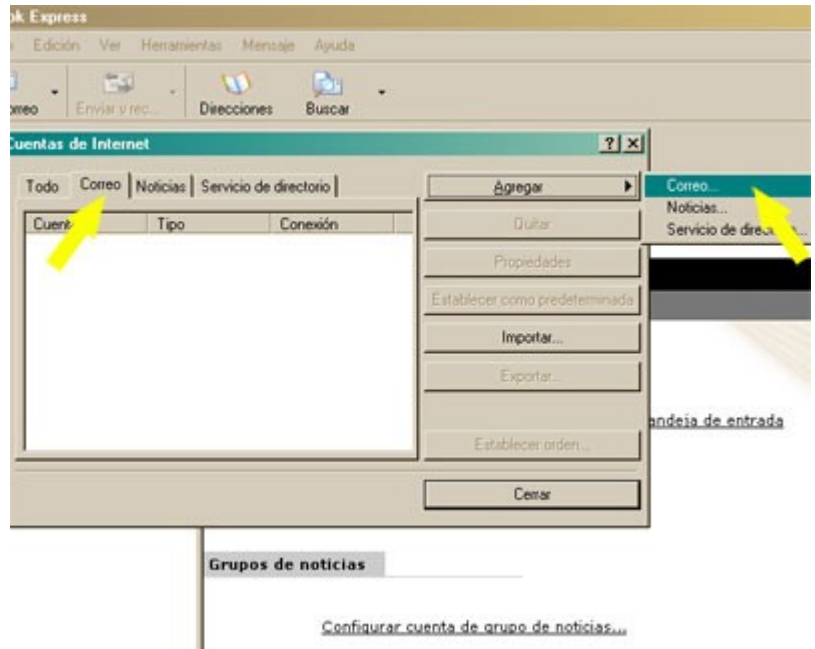 ok Express
Edición Ver Herramientas Mensaje Ayuda
orreo Enviar y rec... Direcciones Buscar
Cuentas de Internet
Todo Correo Noticias Servicio de directorio
Agregar
Correo...
Noticias...
Servicio de
Tipo Conexión
Quitar
Propiedades
Establecer como predeterminada
Importar...
Exportar...
Establecer orden...
Cerrar
andeja de entrada
Grupos de noticias
Configurar cuenta de grupo de noticias...